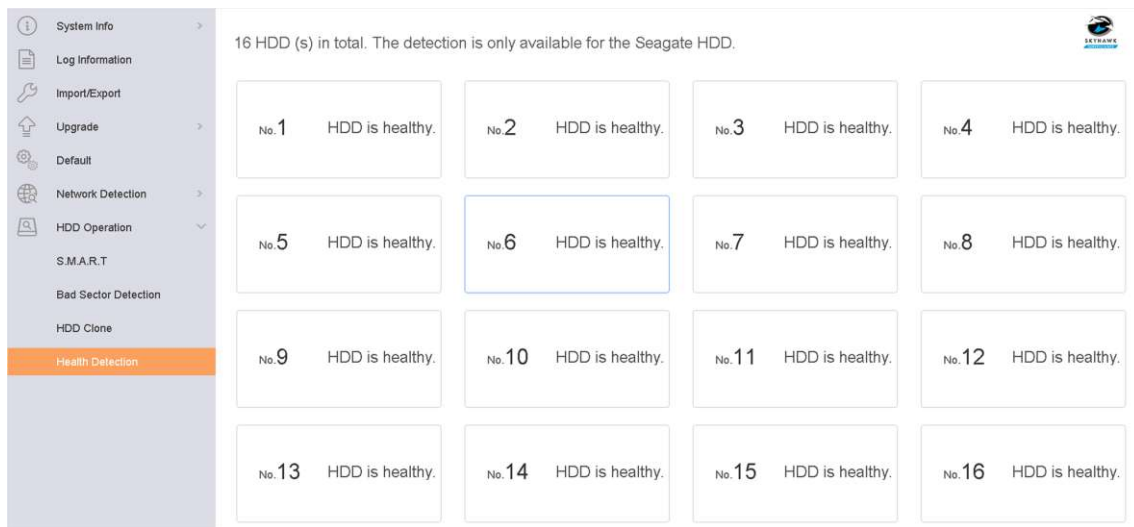 System Info
Log Information
Import/Export
Upgrade
Default
Network Detection
HDD Operation
S.M.A.R.T
Bad Sector Detection
HDD Clone
Health Detection
16 HDD (s) in total. The detection is only available for the Seagate HDD.
SKYHAWK
No.1 HDD is healthy.
No.2 HDD is healthy.
No.3 HDD is healthy.
No.4 HDD is healthy.
No.5 HDD is healthy.
No.6 HDD is healthy.
No.7 HDD is healthy.
No.8 HDD is healthy.
No.9 HDD is healthy.
No.10 HDD is healthy.
No.11 HDD is healthy.
No.12 HDD is healthy.
No.13 HDD is healthy.
No.14 HDD is healthy.
No.15 HDD is healthy.
No.16 HDD is healthy.